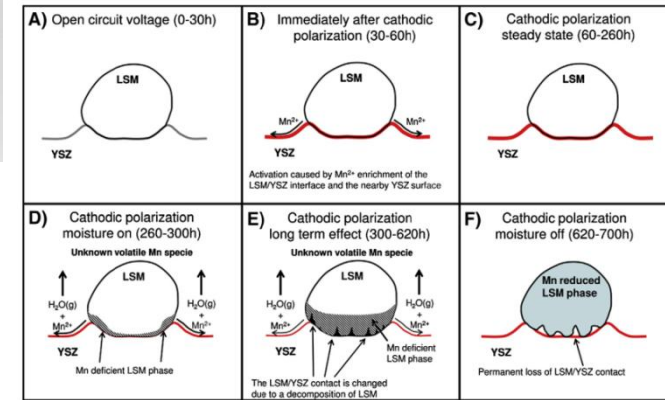 A) Open circuit voltage (0-30h)
LSM
YSZ
B) Immediately after cathodic
polarization (30-60h)
LSM
Mn²⁺ Mn²⁺
YSZ
Activation caused by Mn²⁺ enrichment of the
LSM/YSZ interface and the nearby YSZ surface
C) Cathodic polarization
steady state (60-260h)
LSM
YSZ
D) Cathodic polarization
moisture on (260-300h)
Unknown volatile Mn specie
LSM
H₂O(g) H₂O(g)
+ +
Mn²⁺ Mn²⁺
YSZ
Mn deficient LSM phase
E) Cathodic polarization
long term effect (300-620h)
Unknown volatile Mn specie
LSM
H₂O(g) H₂O(g)
+ +
Mn²⁺ Mn²⁺
YSZ
Mn deficient
LSM phase
The LSM/YSZ contact is changed
due to a decomposition of LSM
F) Cathodic polarization
moisture off (620-700h)
Mn reduced
LSM phase
YSZ
Permanent loss of LSM/YSZ contact